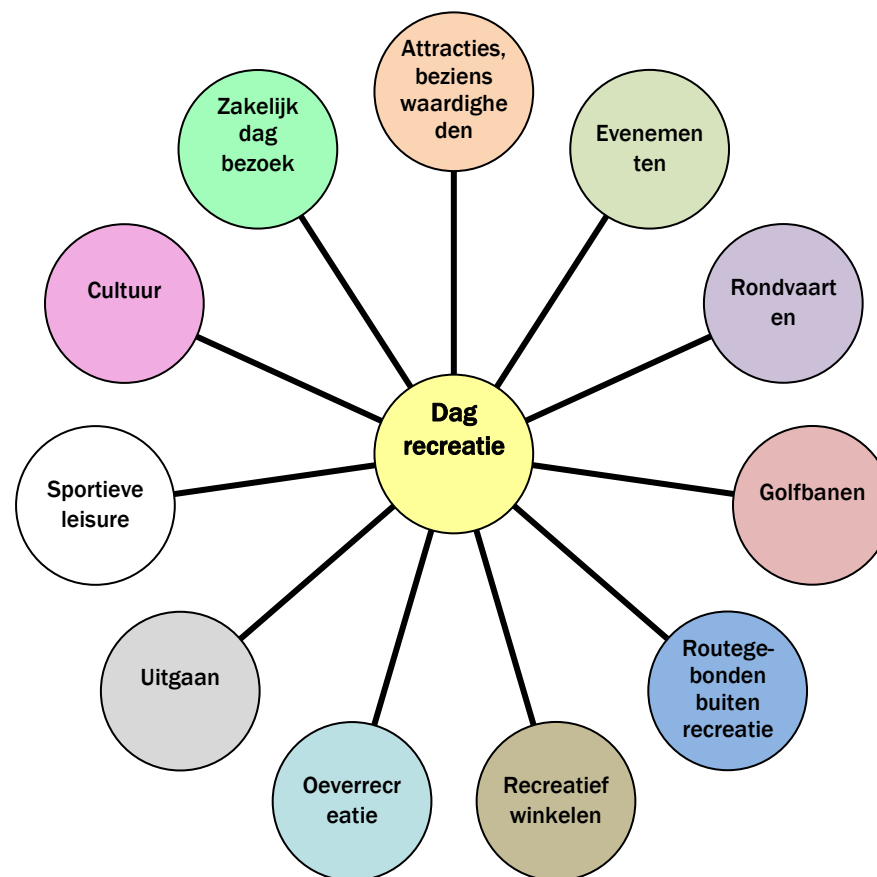 Attracties,
beziens
waardighe
den
Evenemen
ten
Rondvaart
en
Golfbanen
Routege-
bonden
buiten
recreatie
Recreatief
winkelen
Oeverrecr
eatie
Uitgaan
Sportieve
leisure
Cultuur
Zakelijk
dag
bezoek
Dag
recreatie